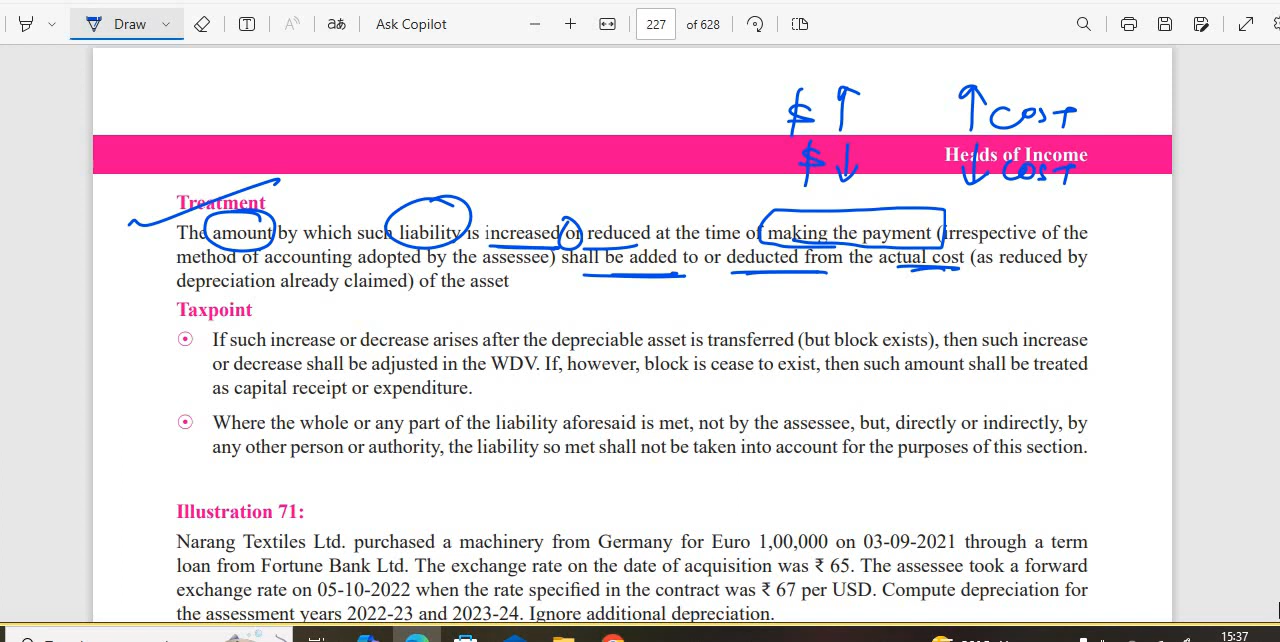 Draw
aあ
Ask Copilot
227
of 628
$ ↑ ↑ COST
$ ↓ ↓ COST
Heads of Income
Treatment
The amount by which such liability is increased or reduced at the time of making the payment (irrespective of the
method of accounting adopted by the assessee) shall be added to or deducted from the actual cost (as reduced by
depreciation already claimed) of the asset
Taxpoint
If such increase or decrease arises after the depreciable asset is transferred (but block exists), then such increase
or decrease shall be adjusted in the WDV. If, however, block is cease to exist, then such amount shall be treated
as capital receipt or expenditure.
Where the whole or any part of the liability aforesaid is met, not by the assessee, but, directly or indirectly, by
any other person or authority, the liability so met shall not be taken into account for the purposes of this section.
Illustration 71:
Narang Textiles Ltd. purchased a machinery from Germany for Euro 1,00,000 on 03-09-2021 through a term
loan from Fortune Bank Ltd. The exchange rate on the date of acquisition was ₹ 65. The assessee took a forward
exchange rate on 05-10-2022 when the rate specified in the contract was ₹ 67 per USD. Compute depreciation for
the assessment years 2022-23 and 2023-24. Ignore additional depreciation.
15:37